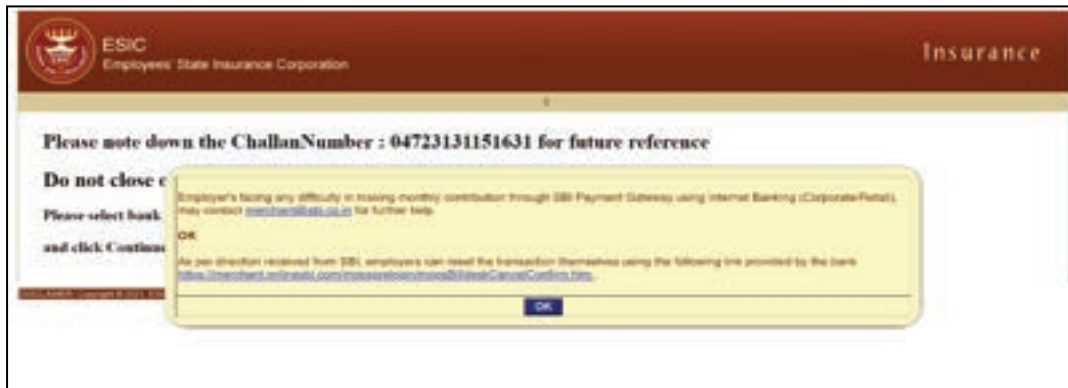 ESIC
Employees' State Insurance Corporation
Insurance
Please note down the ChallanNumber : 04723131151631 for future reference
Do not close
Employer's facing any difficulty in making monthly contribution through SBI Payment Gateway using Internet Banking (Corporate/Retail),
Please select bank
may contact merchant@sbi.co.in for further help.
OR
and click Continue
As per direction received from SBI, employers can reset the transaction themselves using the following link provided by the bank
OK